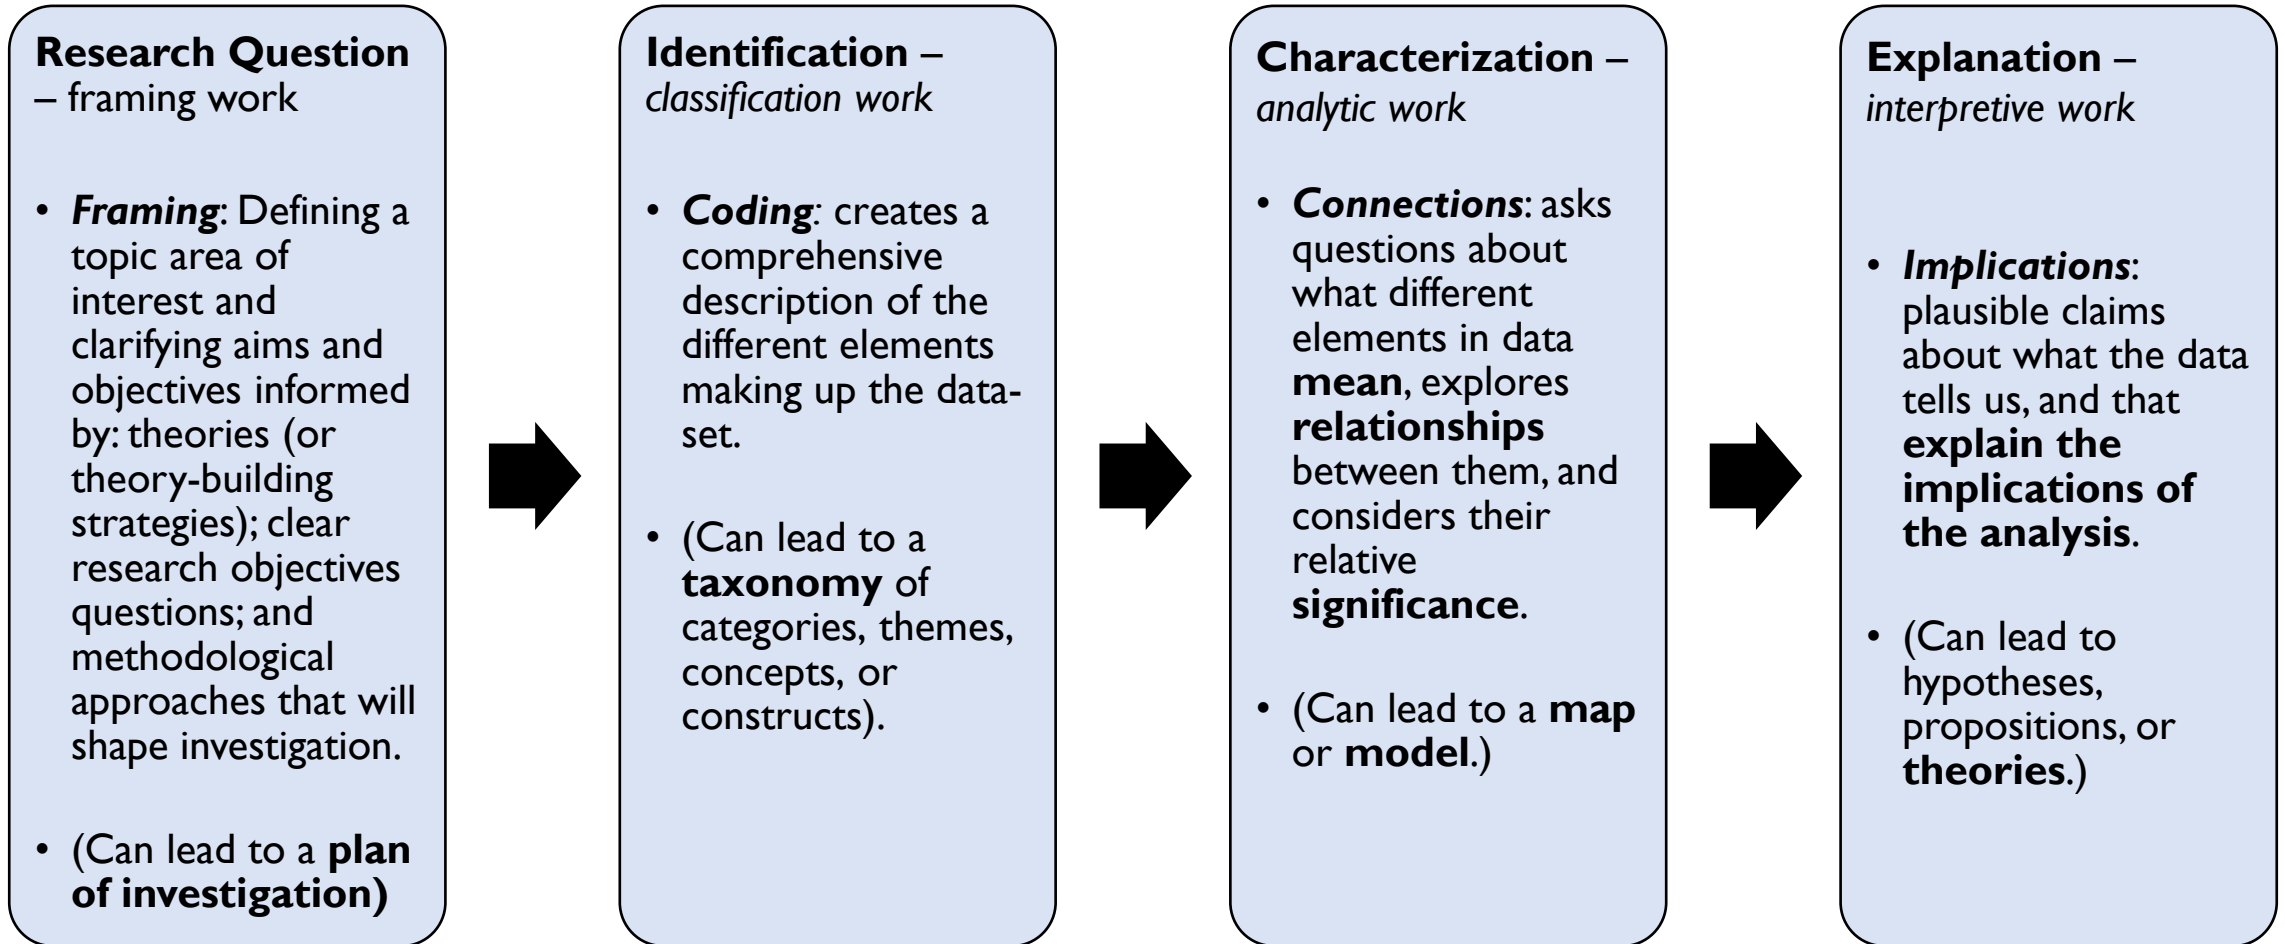 Research Question
– framing work
• Framing: Defining a
topic area of
interest and
clarifying aims and
objectives informed
by: theories (or
theory-building
strategies); clear
research objectives
questions; and
methodological
approaches that will
shape investigation.
• (Can lead to a plan
of investigation)
Identification –
classification work
• Coding: creates a
comprehensive
description of the
different elements
making up the data-
set.
• (Can lead to a
taxonomy of
categories, themes,
concepts, or
constructs).
Characterization –
analytic work
• Connections: asks
questions about
what different
elements in data
mean, explores
relationships
between them, and
considers their
relative
significance.
• (Can lead to a map
or model.)
Explanation –
interpretive work
• Implications:
plausible claims
about what the data
tells us, and that
explain the
implications of
the analysis.
• (Can lead to
hypotheses,
propositions, or
theories.)